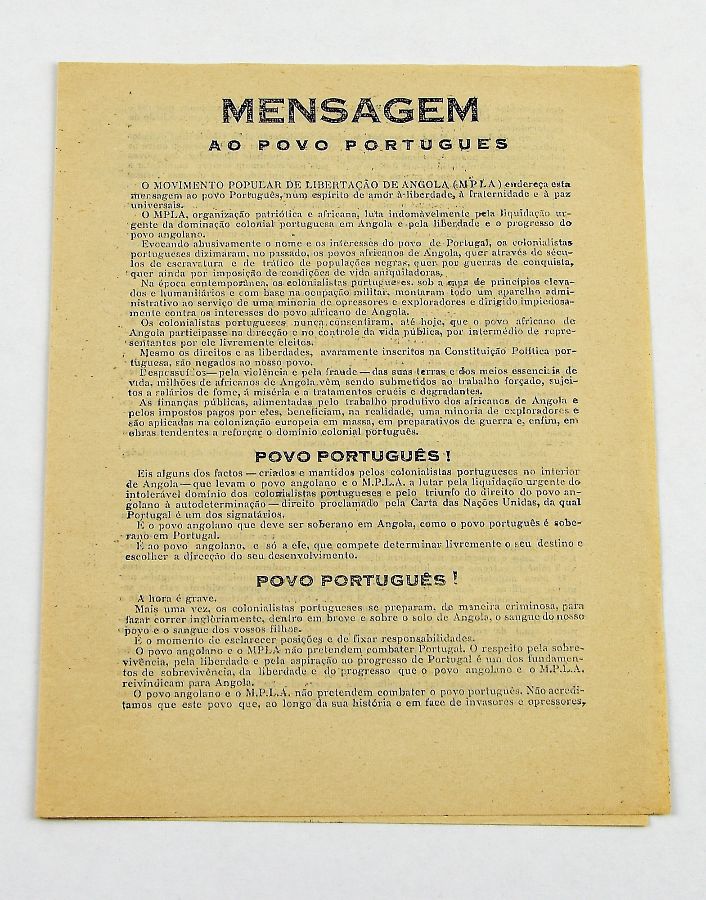 MENSAGEM
AO POVO PORTUGUES
O MOVIMENTO POPULAR DE LIBERTAÇÃO DE ANGOLA (MPLA) endereça esta
mensagem ao povo Português, num espírito de amor à liberdade, à fraternidade e à paz
universais.
O MPLA, organização patriótica e africana, luta indomàvelmente pela liquidação ur-
gente da dominação colonial portuguesa em Angola e pela liberdade e o progresso do
povo angolano.
Evocando abusivamente o nome e os interesses do povo de Portugal, os colonialistas
portugueses dizimaram, no passado, os povos africanos de Angola, quer através de sécu-
los de escravatura e de tráfico de populações negras, quer por guerras de conquista,
quer ainda por imposição de condições de vida aniquiladoras,
Na época contemporânea, os colonialistas portugueses, sob a capa de princípios eleva-
dos e humanitários e com base na ocupação militar, montaram todo um aparelho admi-
nistrativo ao serviço de uma minoria de opressores e exploradores e dirigido impiedosa-
mente contra os interesses do povo africano de Angola.
Os colonialistas portugueses nunca consentiram, até hoje, que o povo africano de
Angola participasse na direcção e no controle da vida pública, por intermédio de repre-
sentantes por ele livremente eleitos.
Mesmo os direitos e as liberdades, avaramente inscritos na Constituição Política por-
tuguesa, são negados ao nosso povo.
Despessuídos—pela violência e pela fraude—das suas terras e dos meios essenciais de
vida, milhões de africanos de Angola vêm sendo submetidos ao trabalho forçado, sujei-
tos a salários de fome, á miséria e a tratamentos cruéis e degradantes.
As finanças públicas, alimentadas pelo trabalho produtivo dos africanos de Angola e
pelos impostos pagos por eles, beneficiam, na realidade, uma minoria de exploradores e
são aplicadas na colonização europeia em massa, em preparativos de guerra e, enfim, em
obras tendentes a reforçar o domínio colonial português.
POVO PORTUGUÊS !
Eis alguns dos factos — criados e mantidos pelos colonialistas portugueses no interior
de Angola — que levam o povo angolano e o M.P.L.A. a lutar pela liquidação urgente do
intolerável domínio dos colonialistas portugueses e pelo triunfo do direito do povo an-
golano à autodeterminação — direito proclamado pela Carta das Nações Unidas, da qual
Portugal é um dos signatários.
É o povo angolano que deve ser soberano em Angola, como o povo português é sobe-
rano em Portugal.
É ao povo angolano, e só a ele, que compete determinar livremente o seu destino e
escolher a direcção do seu desenvolvimento.
POVO PORTUGUÊS !
A hora é grave.
Mais uma vez, os colonialistas portugueses se preparam, de maneira criminosa, para
fazar correr inglòriamente, dentro em breve e sobre o solo de Angola, o sangue do nosso
povo e o sangue dos vossos filhos.
É o momento de esclarecer posições e de fixar responsabilidades.
O povo angolano e o MPLA não pretendem combater Portugal. O respeito pela sobre-
vivência, pela liberdade e pela aspiração ao progresso de Portugal é um dos fundamen-
tos de sobrevivência, da liberdade e do progresso que o povo angolano e o M.P.L.A.
reivindicam para Angola.
O povo angolano e o M.P.L.A. não pretendem combater o povo português. Não acredi-
tamos que este povo que, ao longo da sua história e em face de invasores e opressores,